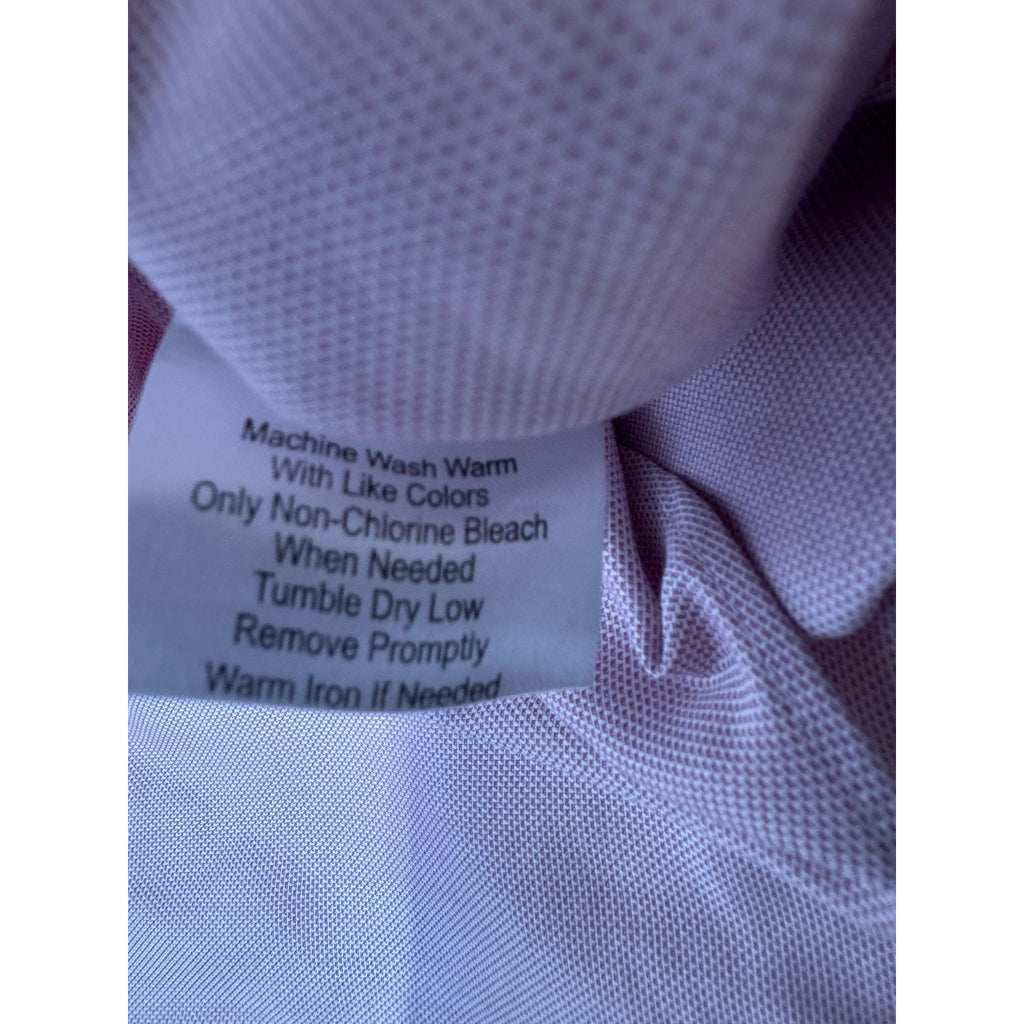 Machine Wash Warm
With Like Colors
Only Non-Chlorine Bleach
When Needed
Tumble Dry Low
Remove Promptly
Warm Iron If Needed